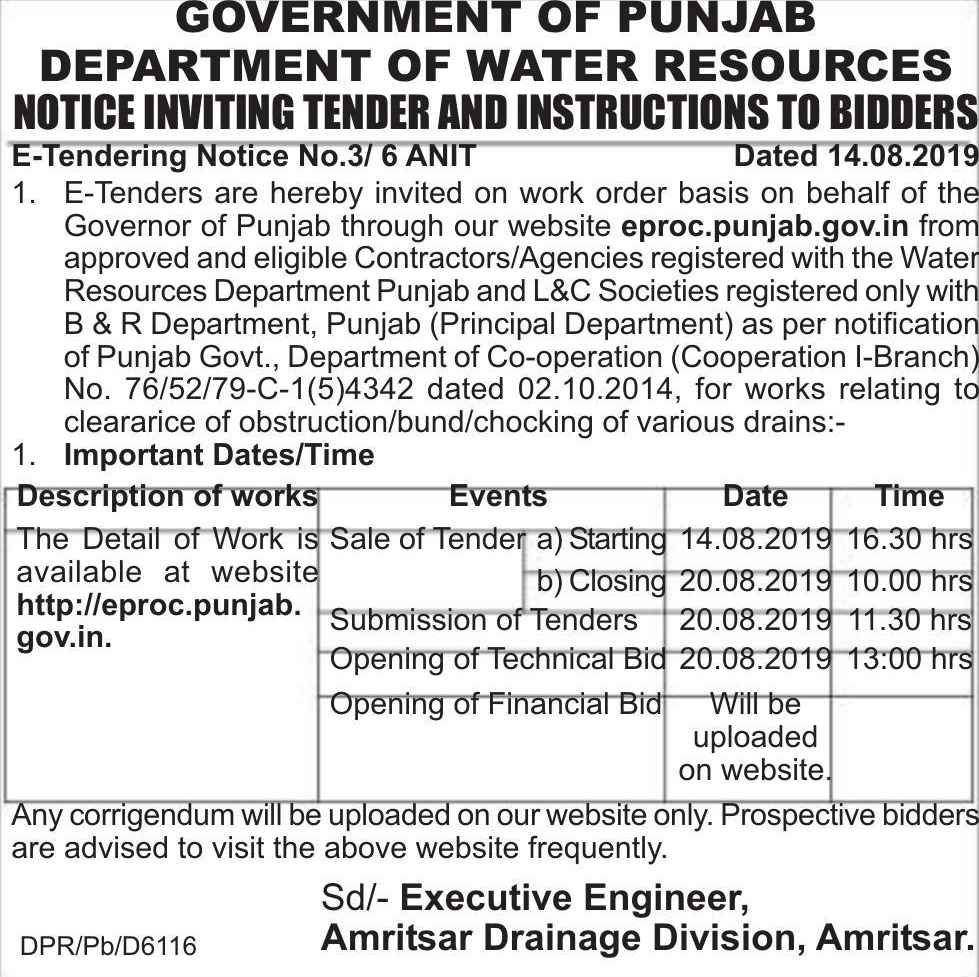 GOVERNMENT OF PUNJAB
DEPARTMENT OF WATER RESOURCES
NOTICE INVITING TENDER AND INSTRUCTIONS TO BIDDERS
E-Tendering Notice No.3/ 6 ANIT Dated 14.08.2019
1. E-Tenders are hereby invited on work order basis on behalf of the
Governor of Punjab through our website eproc.punjab.gov.in from
approved and eligible Contractors/Agencies registered with the Water
Resources Department Punjab and L&C Societies registered only with
B & R Department, Punjab (Principal Department) as per notification
of Punjab Govt., Department of Co-operation (Cooperation I-Branch)
No. 76/52/79-C-1(5)4342 dated 02.10.2014, for works relating to
cleararice of obstruction/bund/chocking of various drains:-
1. Important Dates/Time
Description of works Events Date Time
The Detail of Work is Sale of Tender a) Starting 14.08.2019 16.30 hrs
available at website b) Closing 20.08.2019 10.00 hrs
http://eproc.punjab. Submission of Tenders 20.08.2019 11.30 hrs
gov.in. Opening of Technical Bid 20.08.2019 13:00 hrs
Opening of Financial Bid Will be
uploaded
on website.
Any corrigendum will be uploaded on our website only. Prospective bidders
are advised to visit the above website frequently.
Sd/- Executive Engineer,
DPR/Pb/D6116 Amritsar Drainage Division, Amritsar.